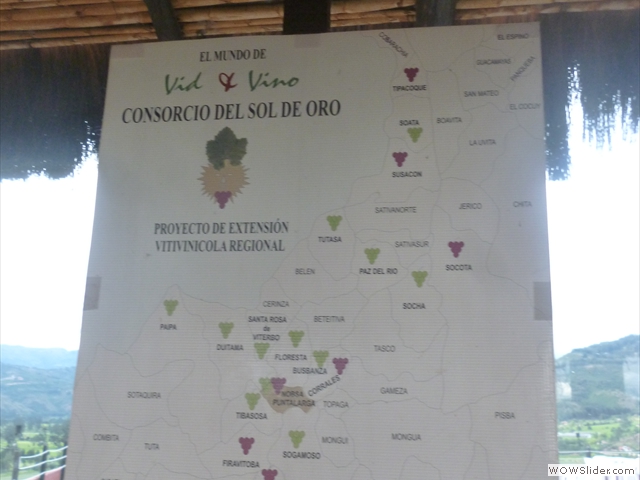 EL MUNDO DE
Vid & Vino
CONSORCIO DEL SOL DE ORO
PROYECTO DE EXTENSIÓN
VITIVINICOLA REGIONAL
COVARACHIA
EL ESPINO
TIPACOQUE
GUACAMAYAS
PANQUEBA
SAN MATEO
EL COCUY
SOATA
BOAVITA
LA UVITA
SUSACON
SATIVANORTE
JERICO
CHITA
TUTASA
SATIVASUR
PAZ DEL RIO
SOCOTA
BELEN
SOCHA
CERINZA
PAIPA
SANTA ROSA
de
VITERBO
BETEITIVA
DUITAMA
FLORESTA
TASCO
BUSBANZA
CORRALES
GAMEZA
SOTAQUIRA
NOBSA
PUNTALARGA
TOPAGA
TIBASOSA
PISBA
COMBITA
TUTA
MONGUI
MONGUA
FIRAVITOBA
SOGAMOSO
WOWSlider.com